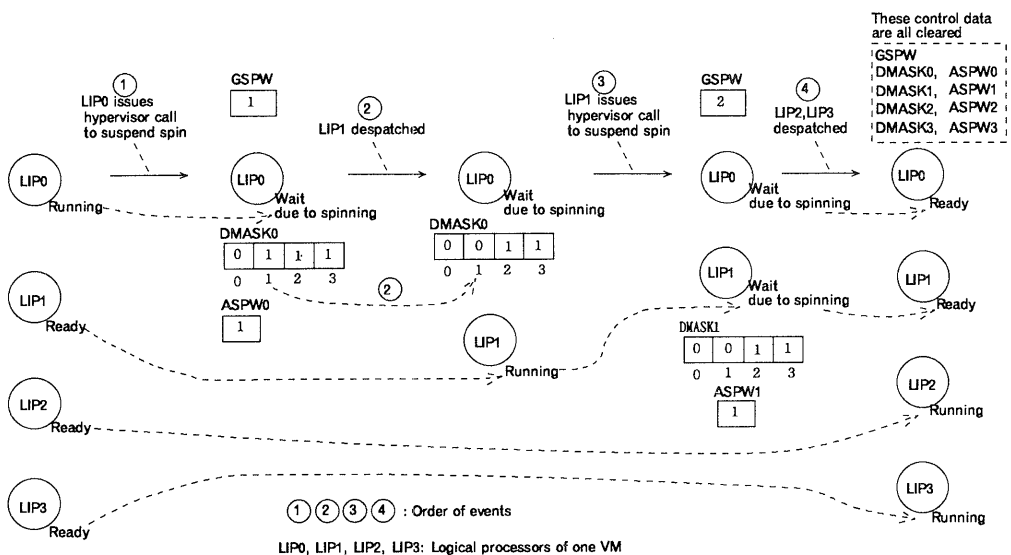 These control data
are all cleared
GSPW
DMASK0, ASPW0
DMASK1, ASPW1
DMASK2, ASPW2
DMASK3, ASPW3
1
LIP0 issues
hypervisor call
to suspend spin
GSPW
1
2
LIP1 despatched
3
LIP1 issues
hypervisor call
to suspend spin
GSPW
2
4
LIP2,LIP3
despatched
LIP0
Running
LIP0
Wait
due to spinning
LIP0
Wait
due to spinning
LIP0
Wait
due to spinning
LIP0
Ready
DMASK0
0 1 1 1
0 1 2 3
DMASK0
0 0 1 1
0 1 2 3
2
ASPW0
1
LIP1
Ready
LIP1
Running
LIP1
Wait
due to spinning
LIP1
Ready
DMASK1
0 0 1 1
0 1 2 3
ASPW1
1
LIP2
Ready
LIP2
Running
LIP3
Ready
LIP3
Running
1 2 3 4 : Order of events
LIP0, LIP1, LIP2, LIP3: Logical processors of one VM